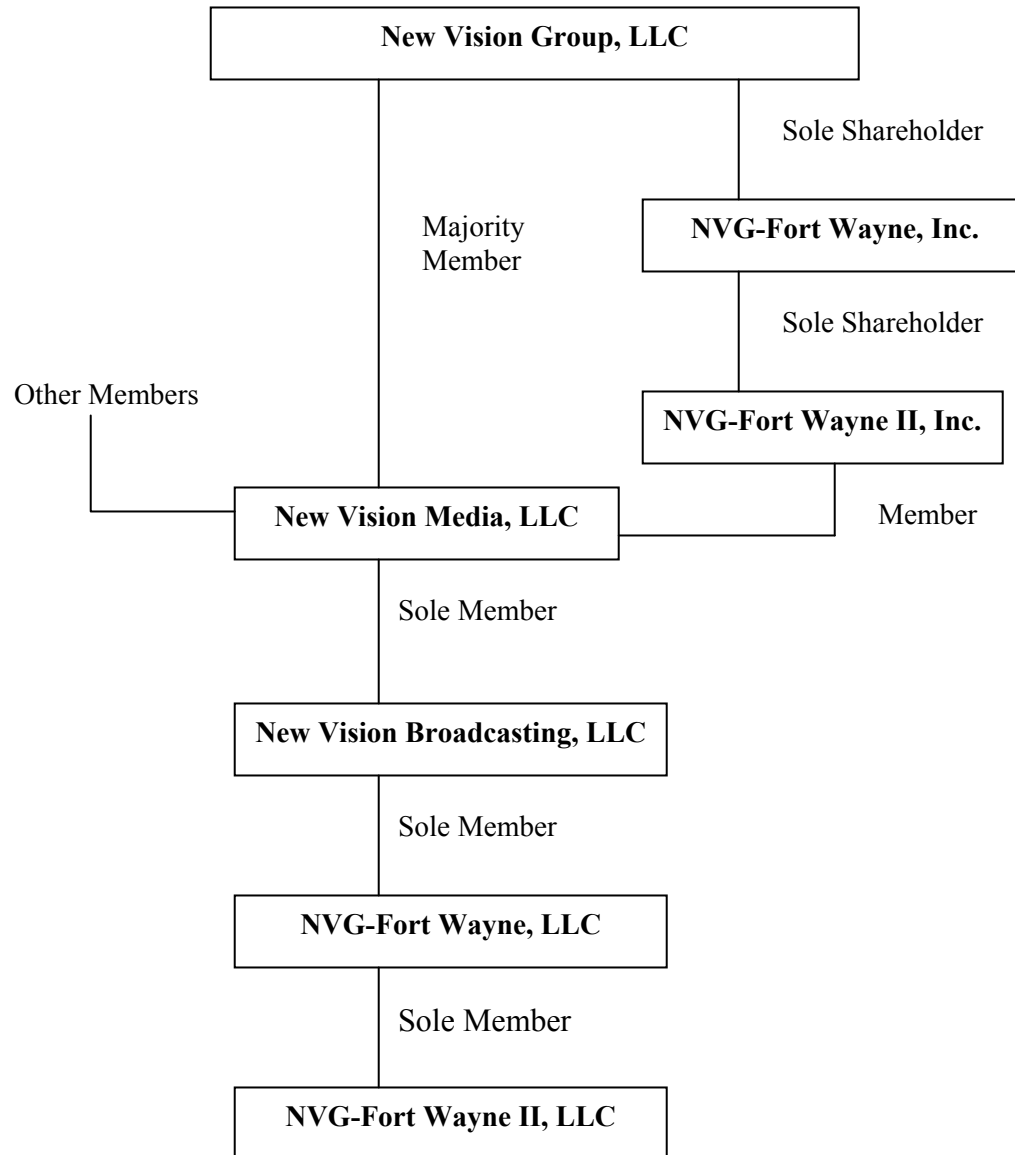 New Vision Group, LLC
Sole Shareholder
NVG-Fort Wayne, Inc.
Majority
Member
Sole Shareholder
Other Members
NVG-Fort Wayne II, Inc.
New Vision Media, LLC
Member
Sole Member
New Vision Broadcasting, LLC
Sole Member
NVG-Fort Wayne, LLC
Sole Member
NVG-Fort Wayne II, LLC